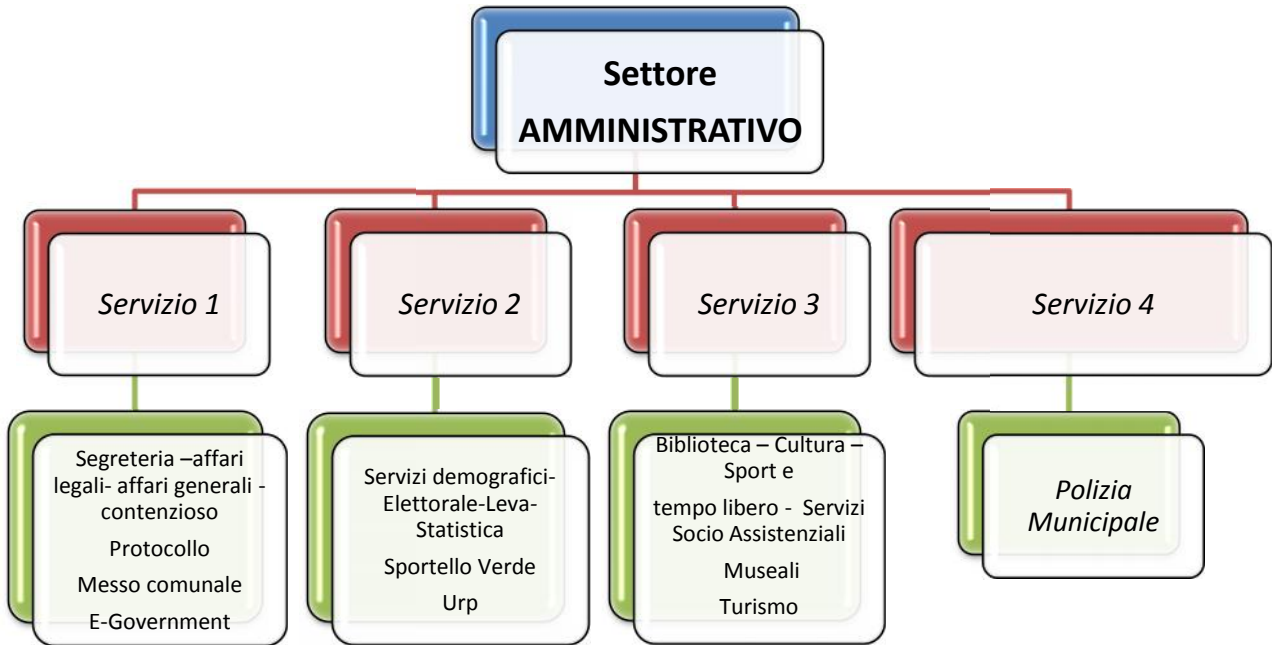 Settore
AMMINISTRATIVO
Servizio 1
Servizio 2
Servizio 3
Servizio 4
Segreteria –affari
legali- affari generali -
contenzioso
Protocollo
Messo comunale
E-Government
Servizi demografici-
Elettorale-Leva-
Statistica
Sportello Verde
Urp
Biblioteca – Cultura –
Sport e
tempo libero - Servizi
Socio Assistenziali
Museali
Turismo
Polizia
Municipale